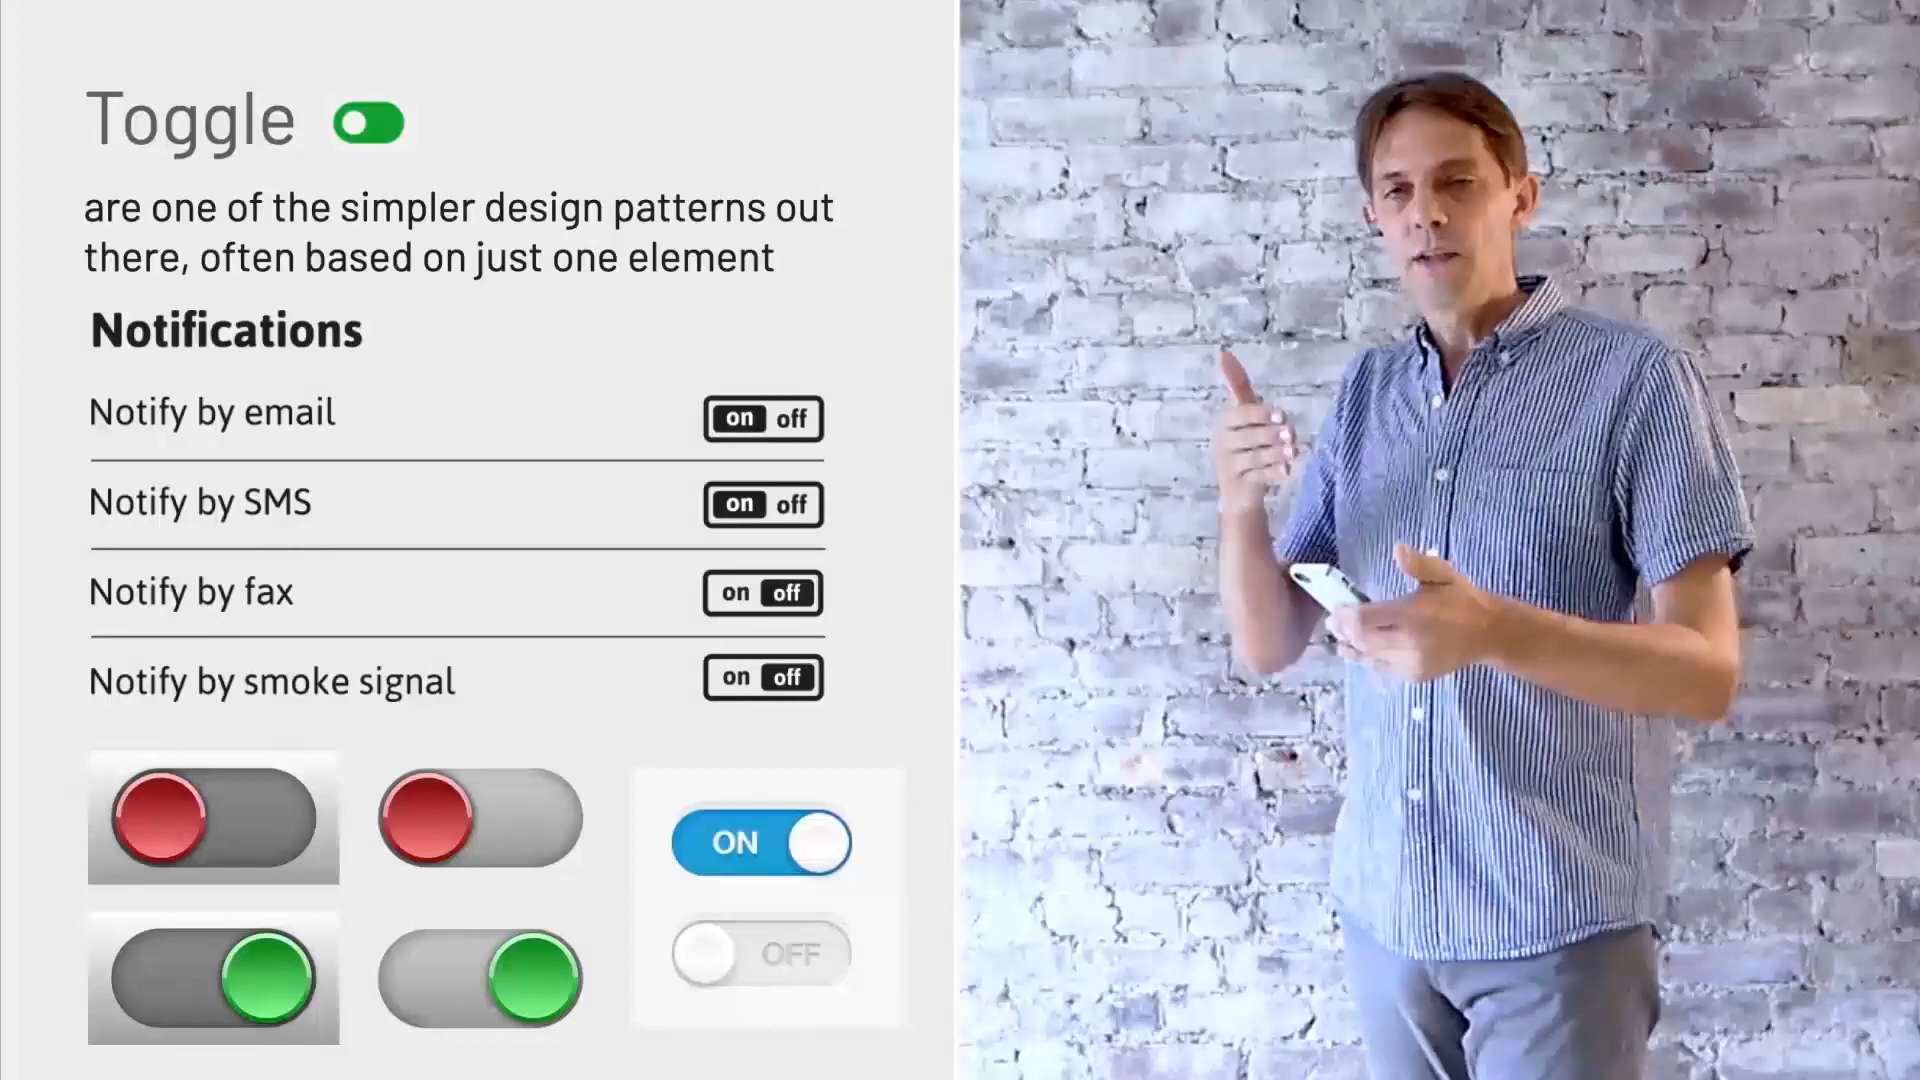 Toggle
are one of the simpler design patterns out
there, often based on just one element
Notifications
Notify by email on off
Notify by SMS on off
Notify by fax on off
Notify by smoke signal on off
ON
OFF